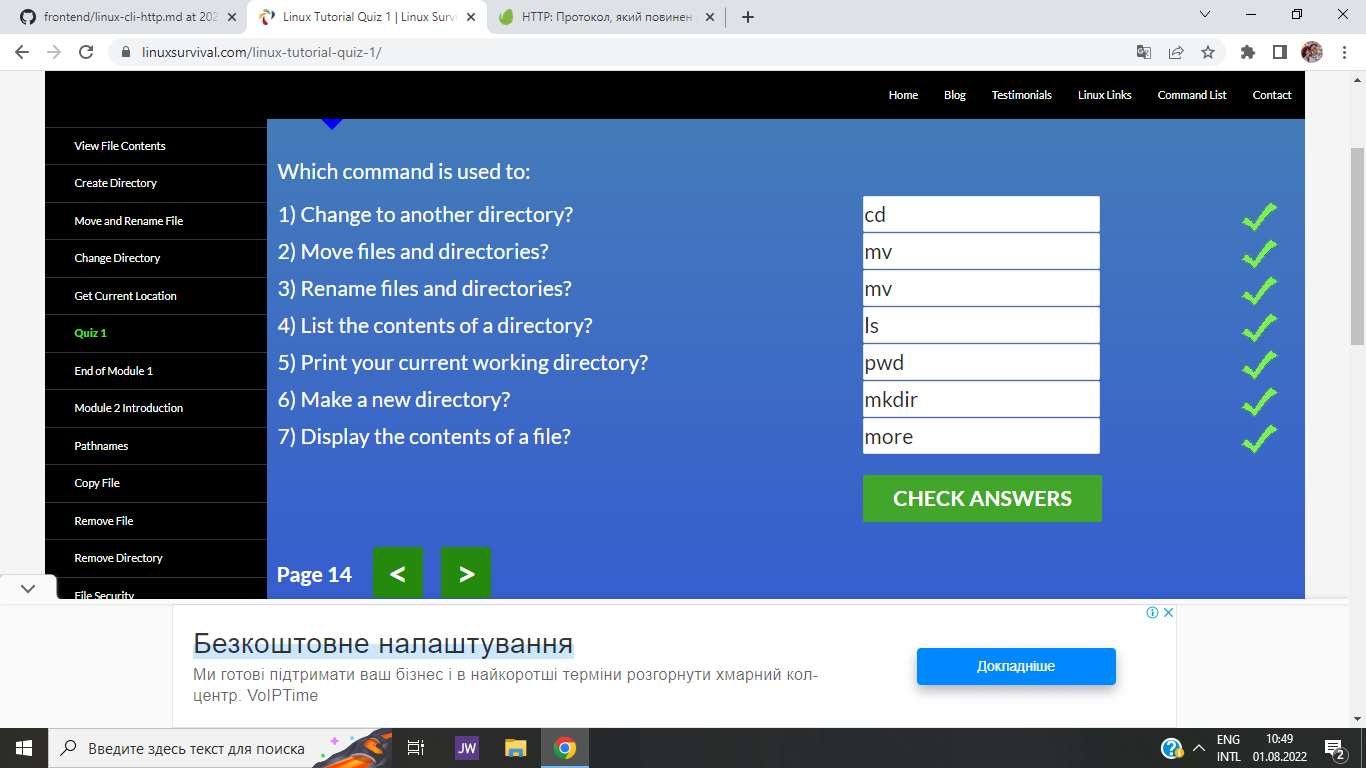 frontend/linux-cli-http.md at 202
Linux Tutorial Quiz 1 | Linux Survi
HTTP: Протокол, який повинен
linuxsurvival.com/linux-tutorial-quiz-1/
Home Blog Testimonials Linux Links Command List Contact
View File Contents
Create Directory
Move and Rename File
Change Directory
Get Current Location
Quiz 1
End of Module 1
Module 2 Introduction
Pathnames
Copy File
Remove File
Remove Directory
File Security
Which command is used to:
1) Change to another directory? cd
2) Move files and directories? mv
3) Rename files and directories? mv
4) List the contents of a directory? ls
5) Print your current working directory? pwd
6) Make a new directory? mkdir
7) Display the contents of a file? more
CHECK ANSWERS
Page 14 < >
Безкоштовне налаштування
Ми готові підтримати ваш бізнес і в найкоротші терміни розгорнути хмарний кол-
центр. VoIPTime
Докладніше
Введите здесь текст для поиска
JW
ENG
INTL
10:49
01.08.2022
2